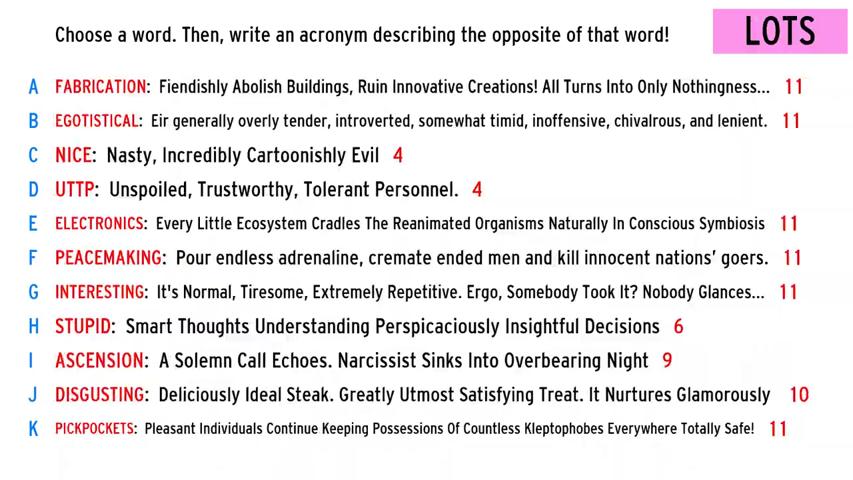 Choose a word. Then, write an acronym describing the opposite of that word!
LOTS
A FABRICATION: Fiendishly Abolish Buildings, Ruin Innovative Creations! All Turns Into Only Nothingness... 11
B EGOTISTICAL: Eir generally overly tender, introverted, somewhat timid, inoffensive, chivalrous, and lenient. 11
C NICE: Nasty, Incredibly Cartoonishly Evil 4
D UTTP: Unspoiled, Trustworthy, Tolerant Personnel. 4
E ELECTRONICS: Every Little Ecosystem Cradles The Reanimated Organisms Naturally In Conscious Symbiosis 11
F PEACEMAKING: Pour endless adrenaline, cremate ended men and kill innocent nations' goers. 11
G INTERESTING: It's Normal, Tiresome, Extremely Repetitive. Ergo, Somebody Took It? Nobody Glances... 11
H STUPID: Smart Thoughts Understanding Perspicaciously Insightful Decisions 6
I ASCENSION: A Solemn Call Echoes. Narcissist Sinks Into Overbearing Night 9
J DISGUSTING: Deliciously Ideal Steak. Greatly Utmost Satisfying Treat. It Nurtures Glamorously 10
K PICKPOCKETS: Pleasant Individuals Continue Keeping Possessions Of Countless Kleptophobes Everywhere Totally Safe! 11